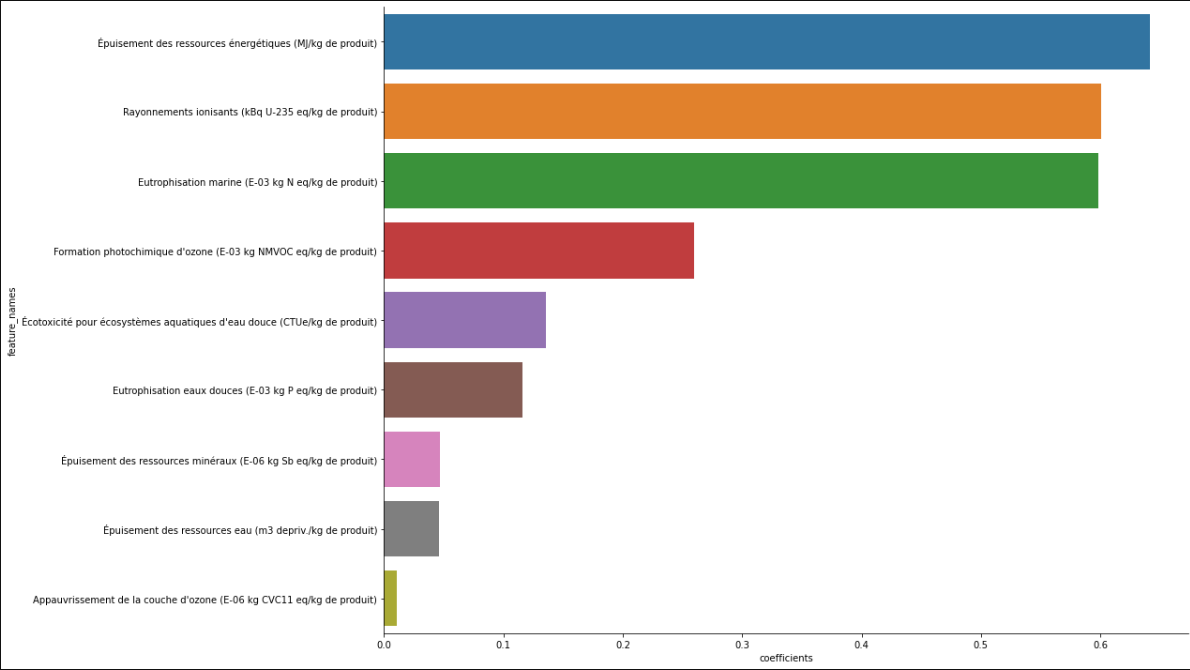 Épuisement des ressources énergétiques (MJ/kg de produit)
Rayonnements ionisants (kBq U-235 eq/kg de produit)
Eutrophisation marine (E-03 kg N eq/kg de produit)
Formation photochimique d'ozone (E-03 kg NMVOC eq/kg de produit)
Écotoxicité pour écosystèmes aquatiques d'eau douce (CTUe/kg de produit)
Eutrophisation eaux douces (E-03 kg P eq/kg de produit)
Épuisement des ressources minéraux (E-06 kg Sb eq/kg de produit)
Épuisement des ressources eau (m3 depriv./kg de produit)
Appauvrissement de la couche d'ozone (E-06 kg CVC11 eq/kg de produit)
feature_names
0.0 0.1 0.2 0.3 0.4 0.5 0.6
coefficients